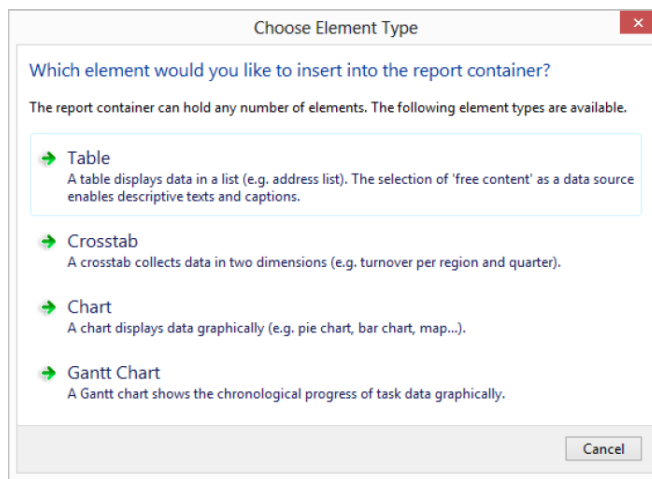 Choose Element Type
Which element would you like to insert into the report container?
The report container can hold any number of elements. The following element types are available.
Table
A table displays data in a list (e.g. address list). The selection of 'free content' as a data source
enables descriptive texts and captions.
Crosstab
A crosstab collects data in two dimensions (e.g. turnover per region and quarter).
Chart
A chart displays data graphically (e.g. pie chart, bar chart, map...).
Gantt Chart
A Gantt chart shows the chronological progress of task data graphically.
Cancel